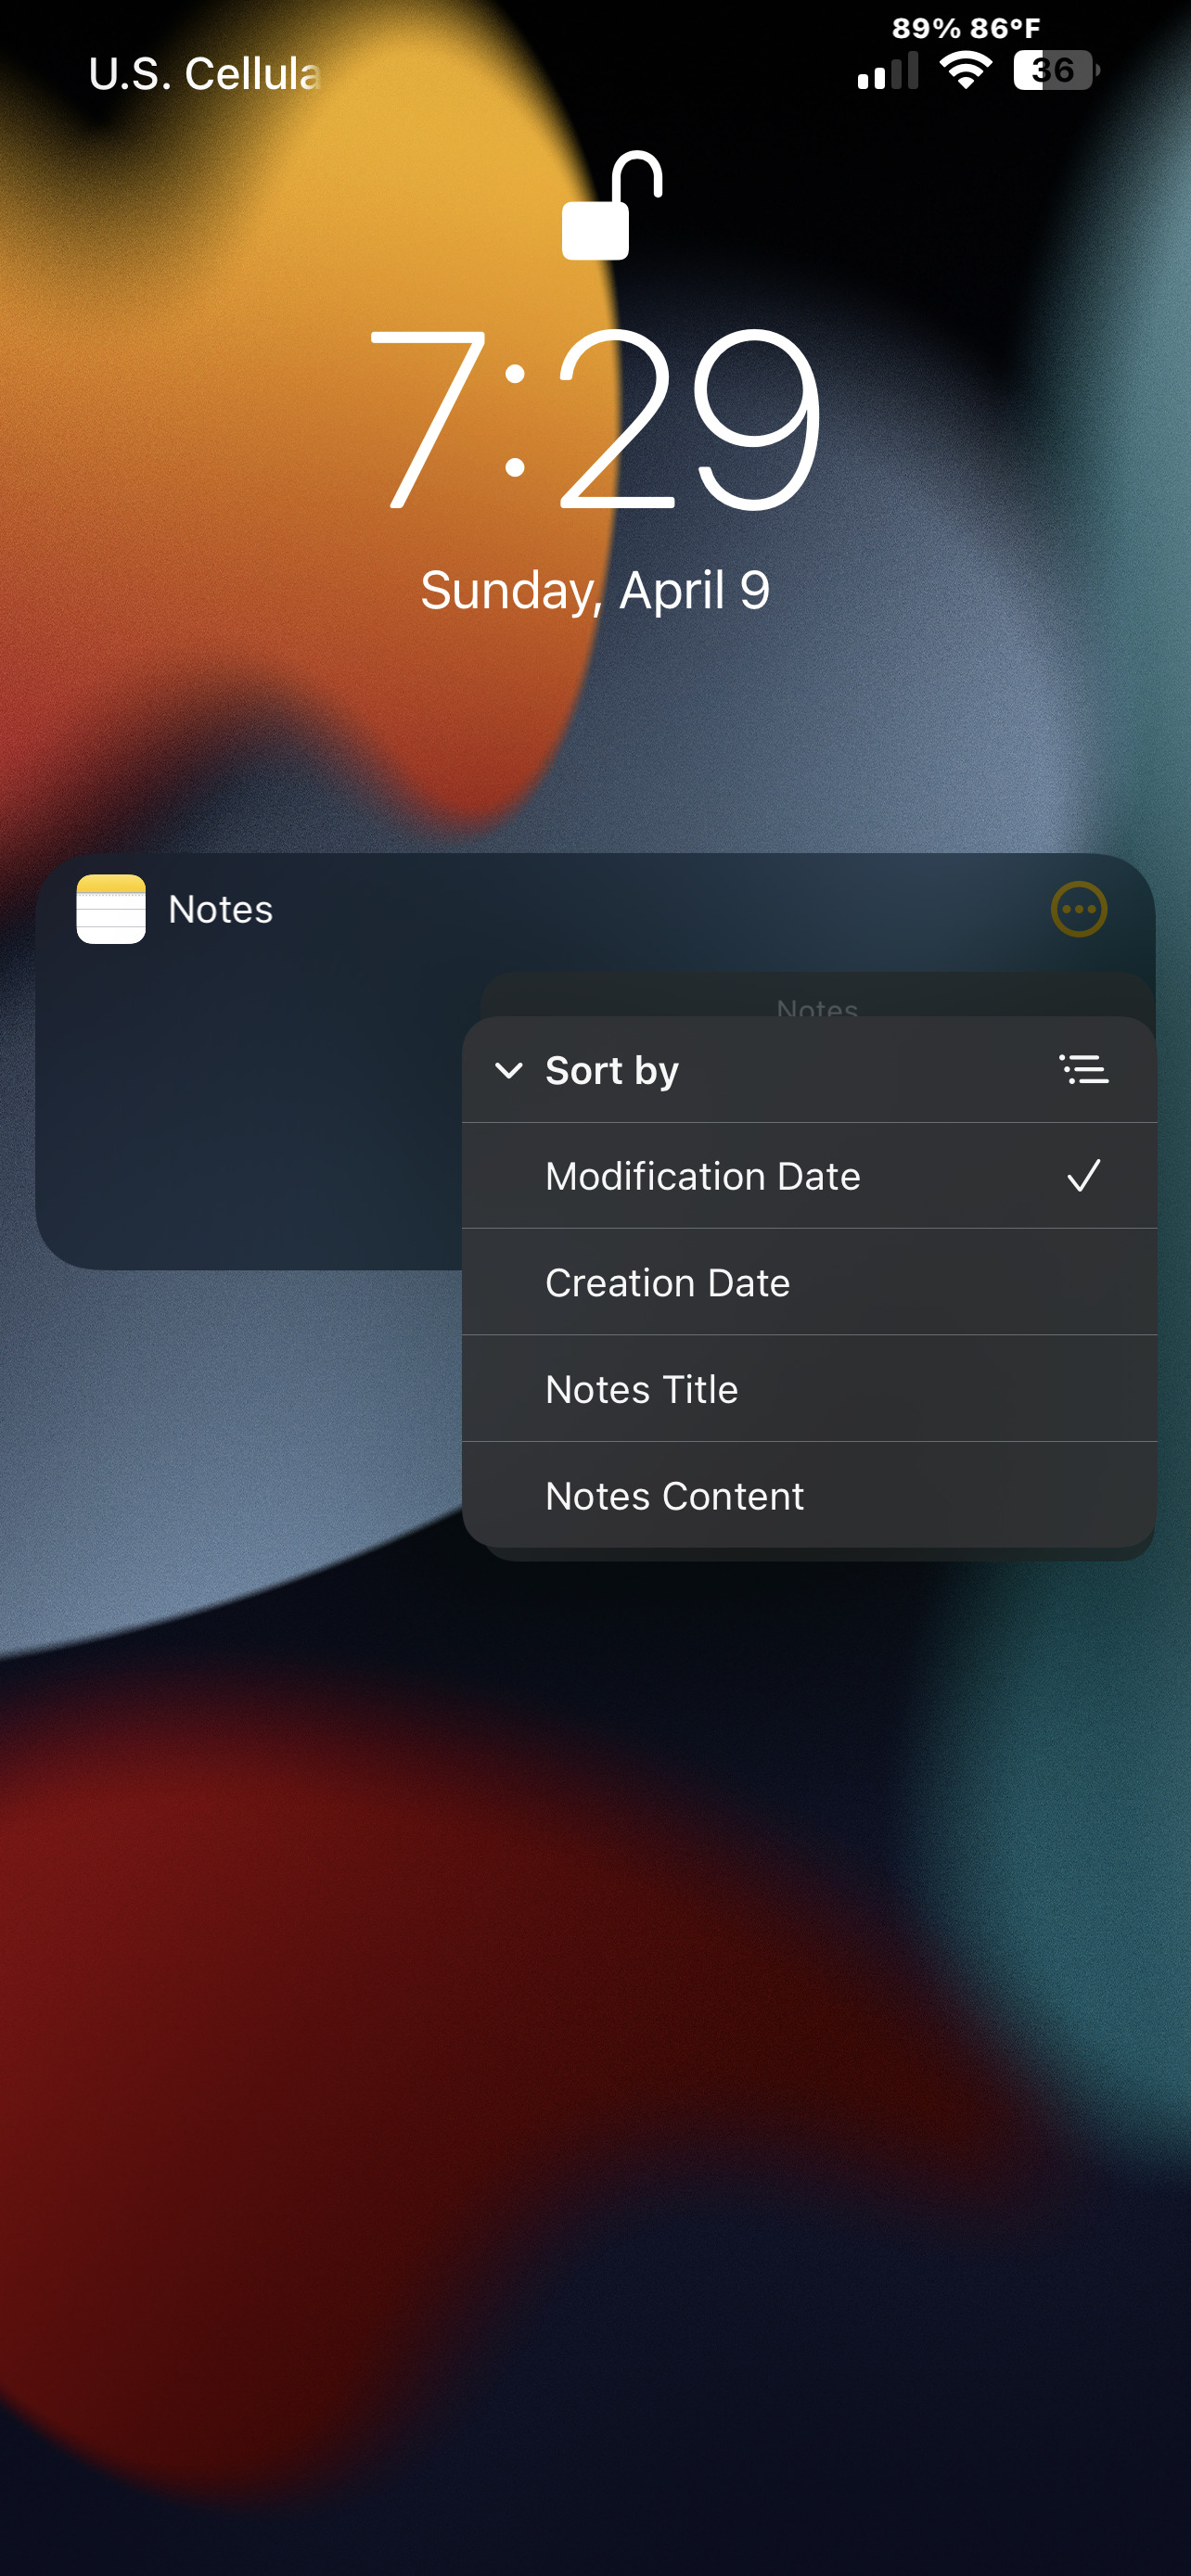 89% 86°F
U.S. Cellula
36
7:29
Sunday, April 9
Notes
Notes
Sort by
Modification Date
Creation Date
Notes Title
Notes Content